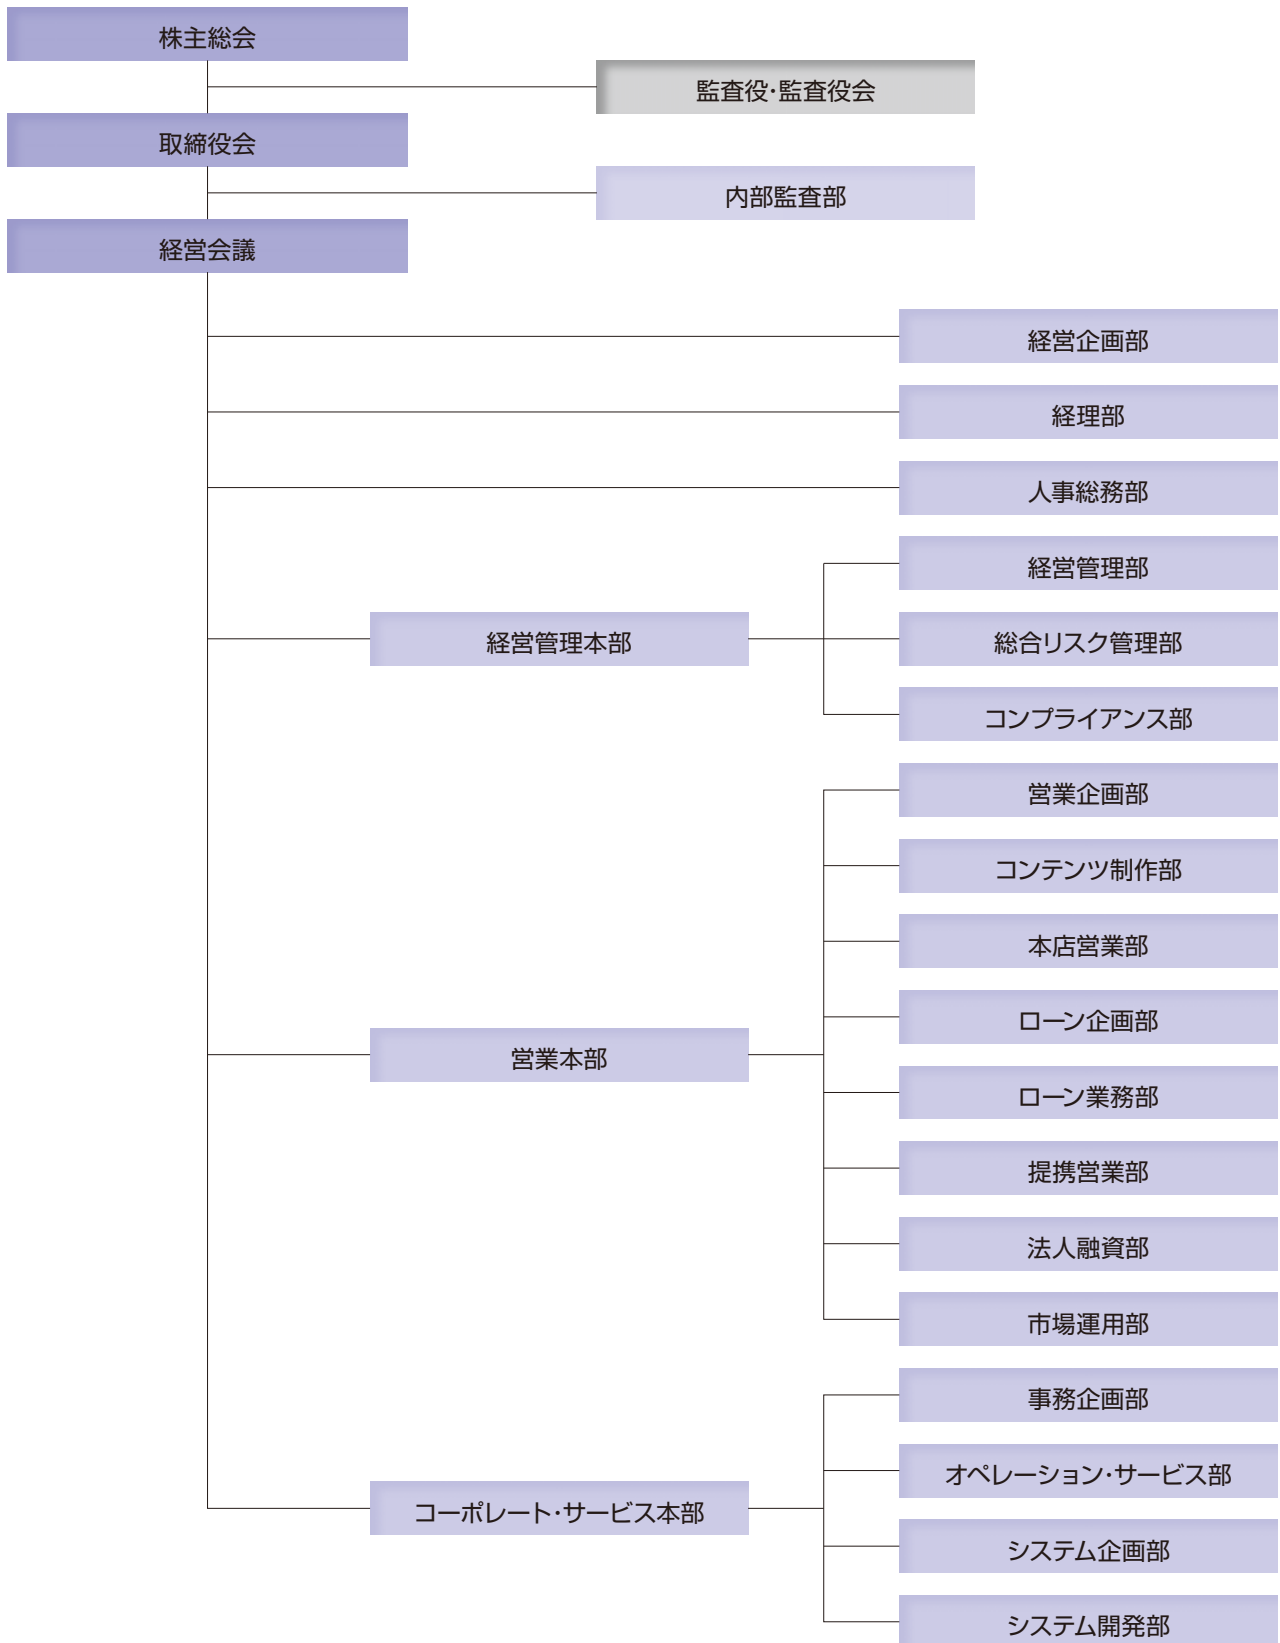 株主総会
監査役・監査役会
取締役会
内部監査部
経営会議
経営企画部
経理部
人事総務部
経営管理本部
経営管理部
総合リスク管理部
コンプライアンス部
営業本部
営業企画部
コンテンツ制作部
本店営業部
ローン企画部
ローン業務部
提携営業部
法人融資部
市場運用部
コーポレート・サービス本部
事務企画部
オペレーション・サービス部
システム企画部
システム開発部